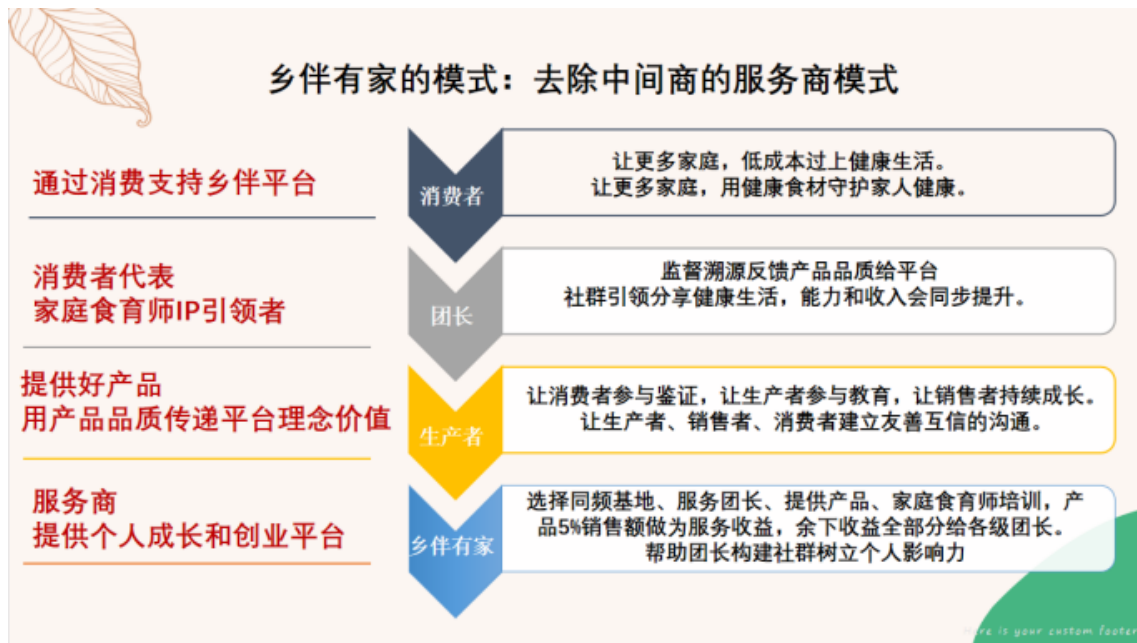 乡伴有家的模式：去除中间商的服务商模式
通过消费支持乡伴平台
消费者
让更多家庭，低成本过上健康生活。
让更多家庭，用健康食材守护家人健康。
消费者代表
家庭食育师IP引领者
团长
监督溯源反馈产品品质给平台
社群引领分享健康生活，能力和收入会同步提升。
提供好产品
用产品品质传递平台理念价值
生产者
让消费者参与鉴证，让生产者参与教育，让销售者持续成长。
让生产者、销售者、消费者建立友善互信的沟通。
服务商
提供个人成长和创业平台
乡伴有家
选择同频基地、服务团长、提供产品、家庭食育师培训，产
品5%销售额做为服务收益，余下收益全部分给各级团长。
帮助团长构建社群树立个人影响力
Here is your custom footer